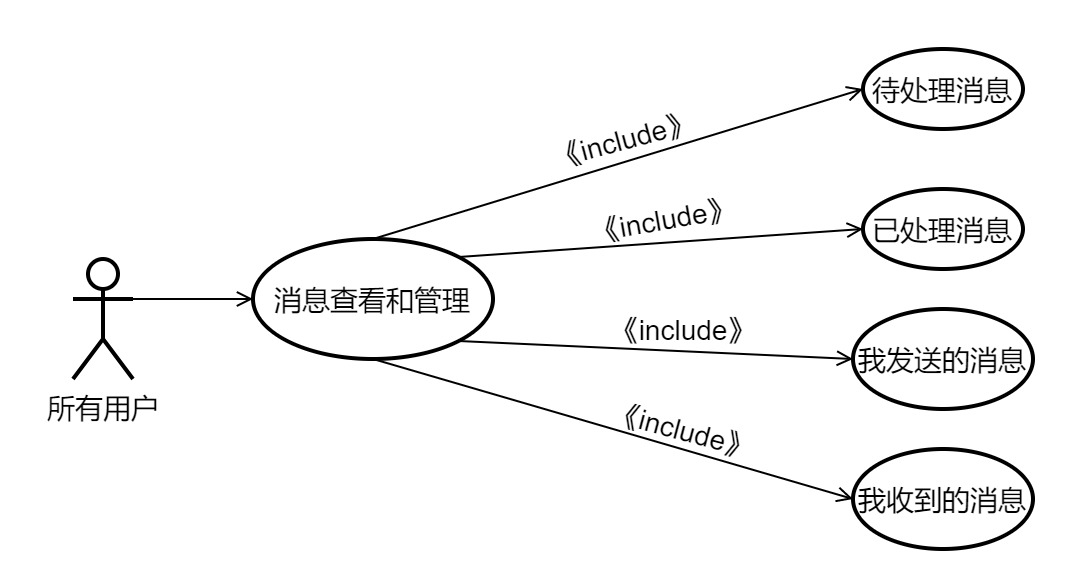 待处理消息
《include》
已处理消息
《include》
消息查看和管理
《include》
我发送的消息
所有用户
《include》
我收到的消息